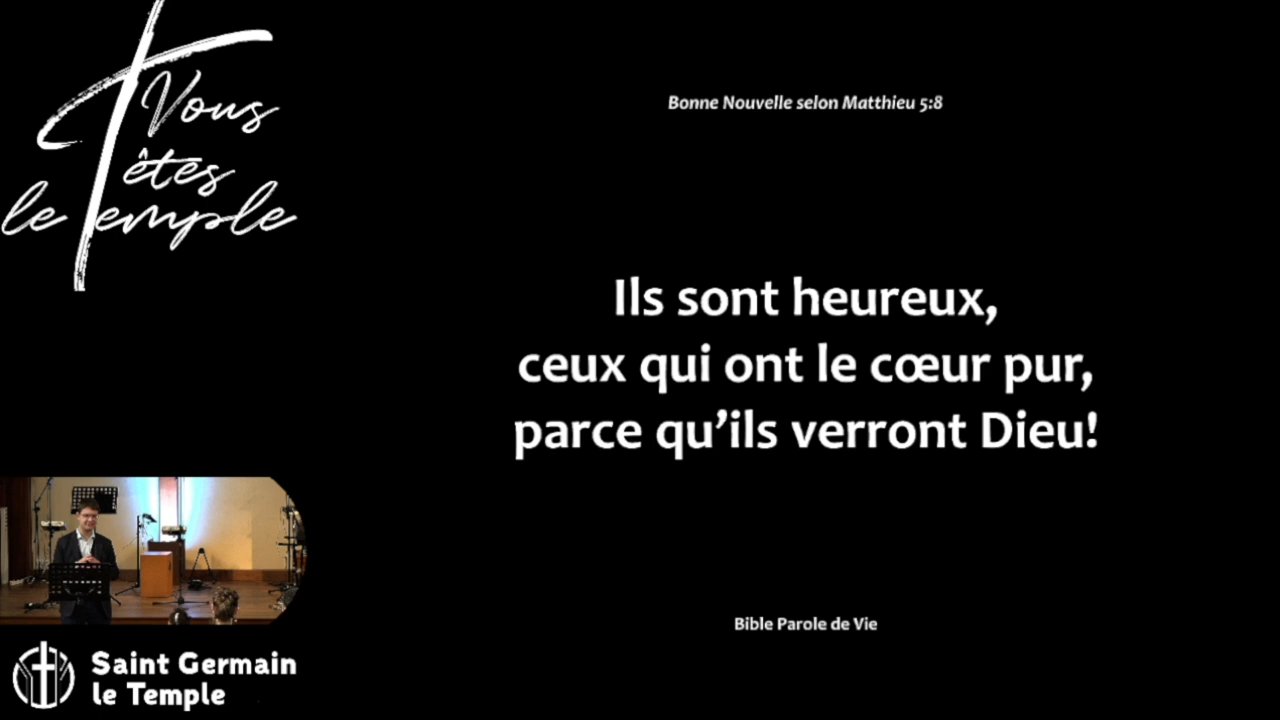 Vous
êtes
le Temple
Bonne Nouvelle selon Matthieu 5:8
Ils sont heureux,
ceux qui ont le cœur pur,
parce qu’ils verront Dieu!
Bible Parole de Vie
Saint Germain
le Temple